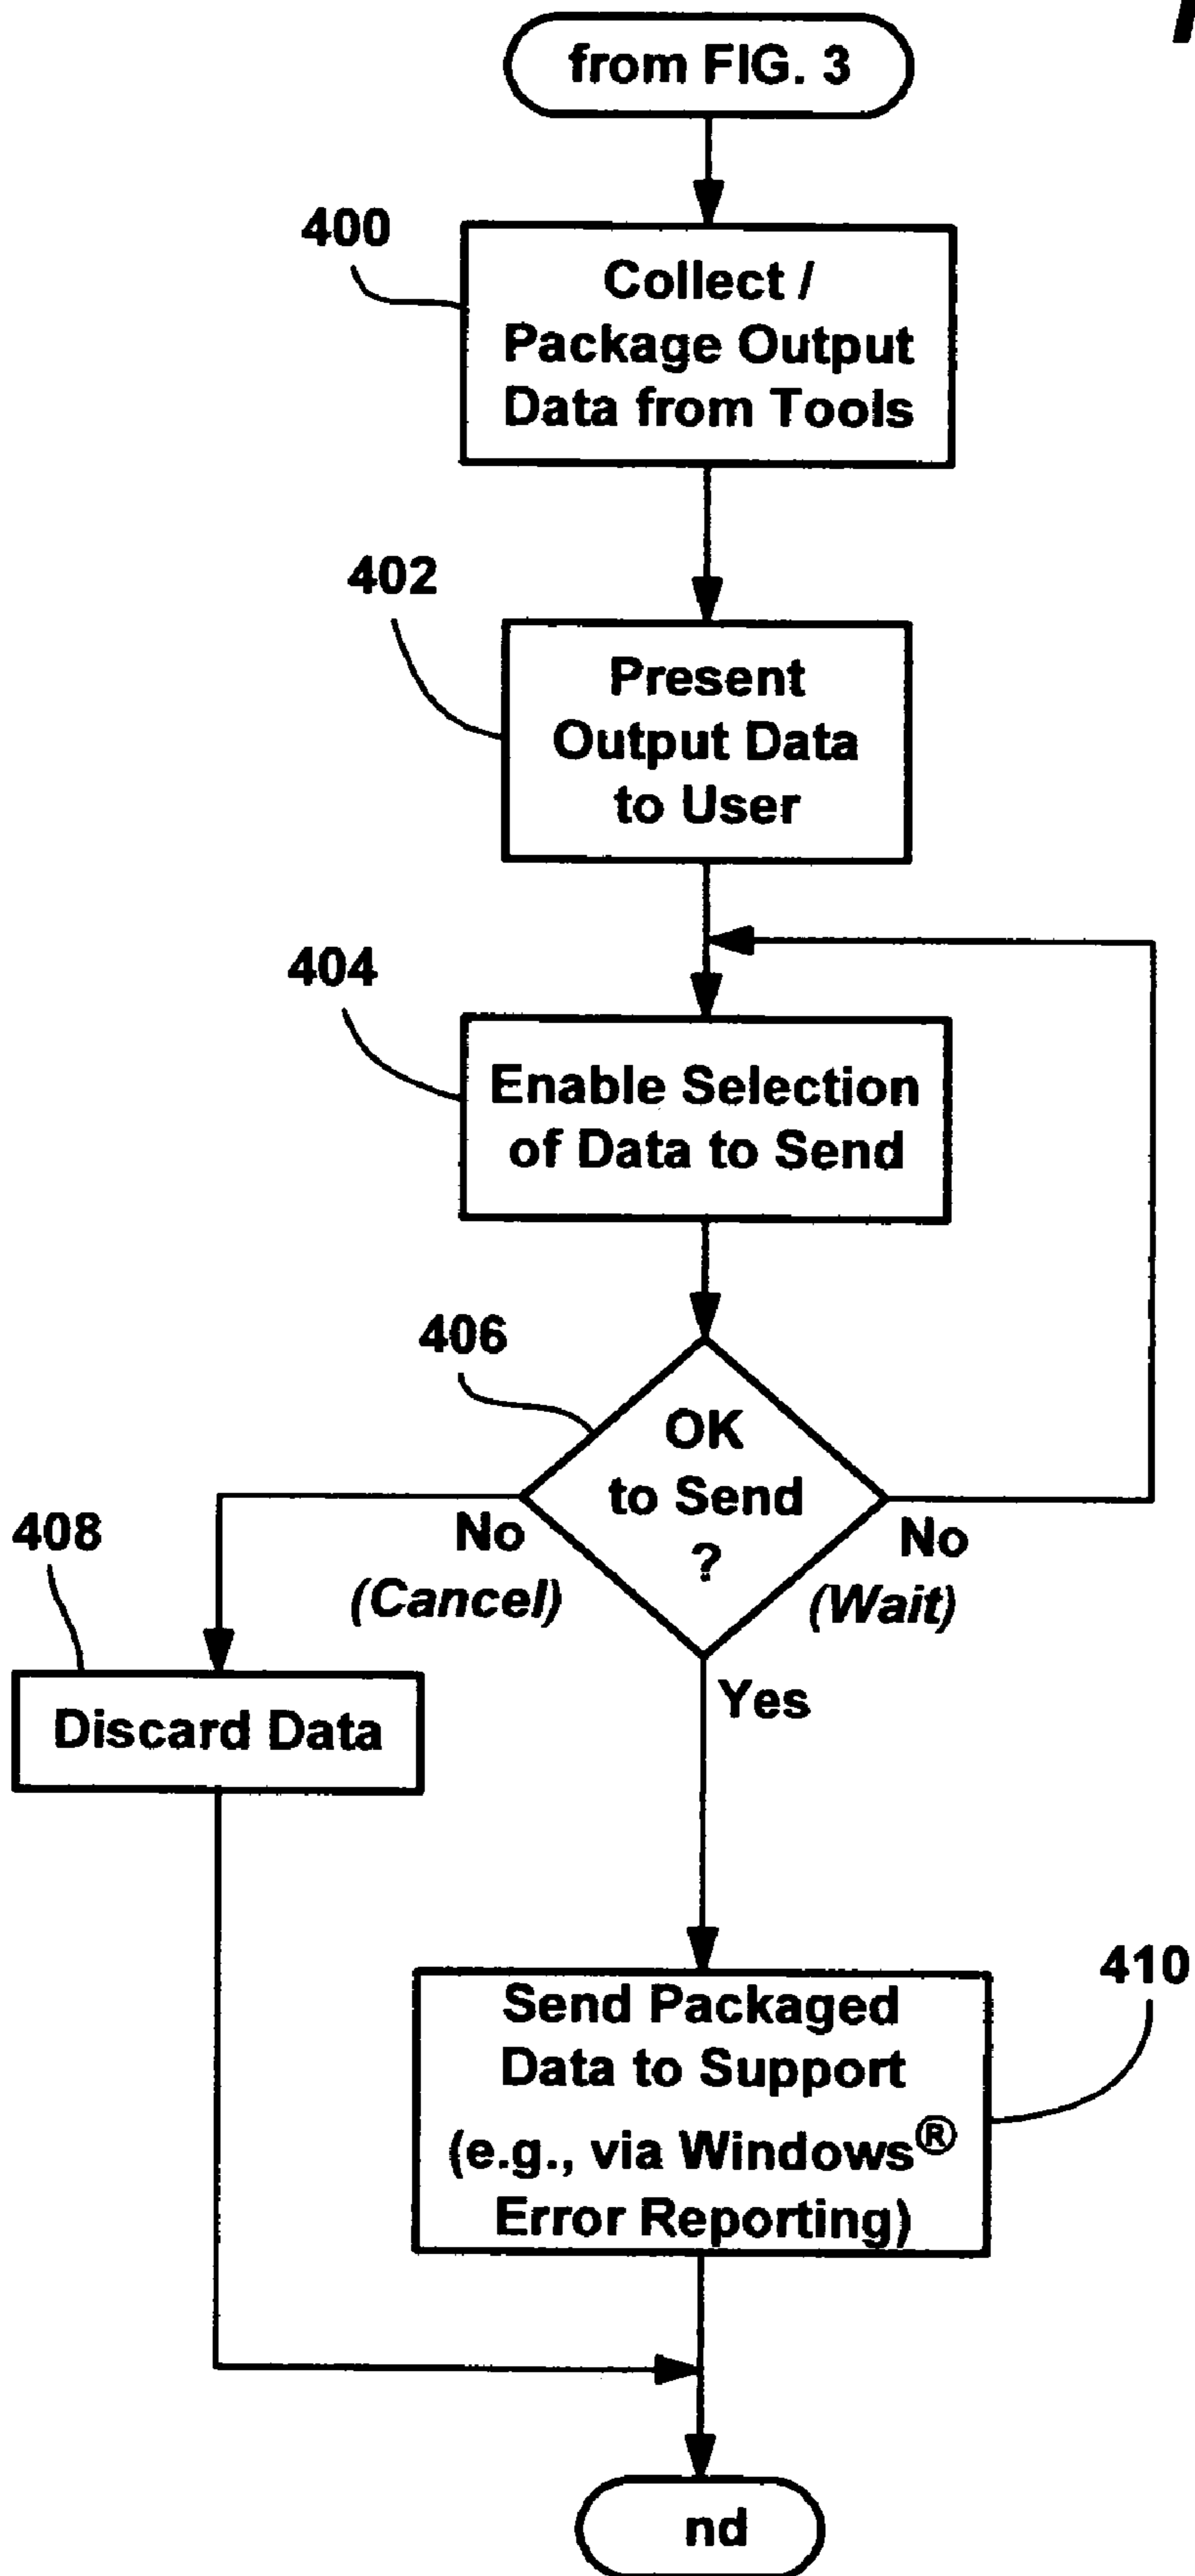 from FIG. 3
400
Collect /
Package Output
Data from Tools
402
Present
Output Data
to User
404
Enable Selection
of Data to Send
406
OK
to Send
?
No
(Cancel)
No
(Wait)
408
Discard Data
Yes
410
Send Packaged
Data to Support
(e.g., via Windows®
Error Reporting)
nd